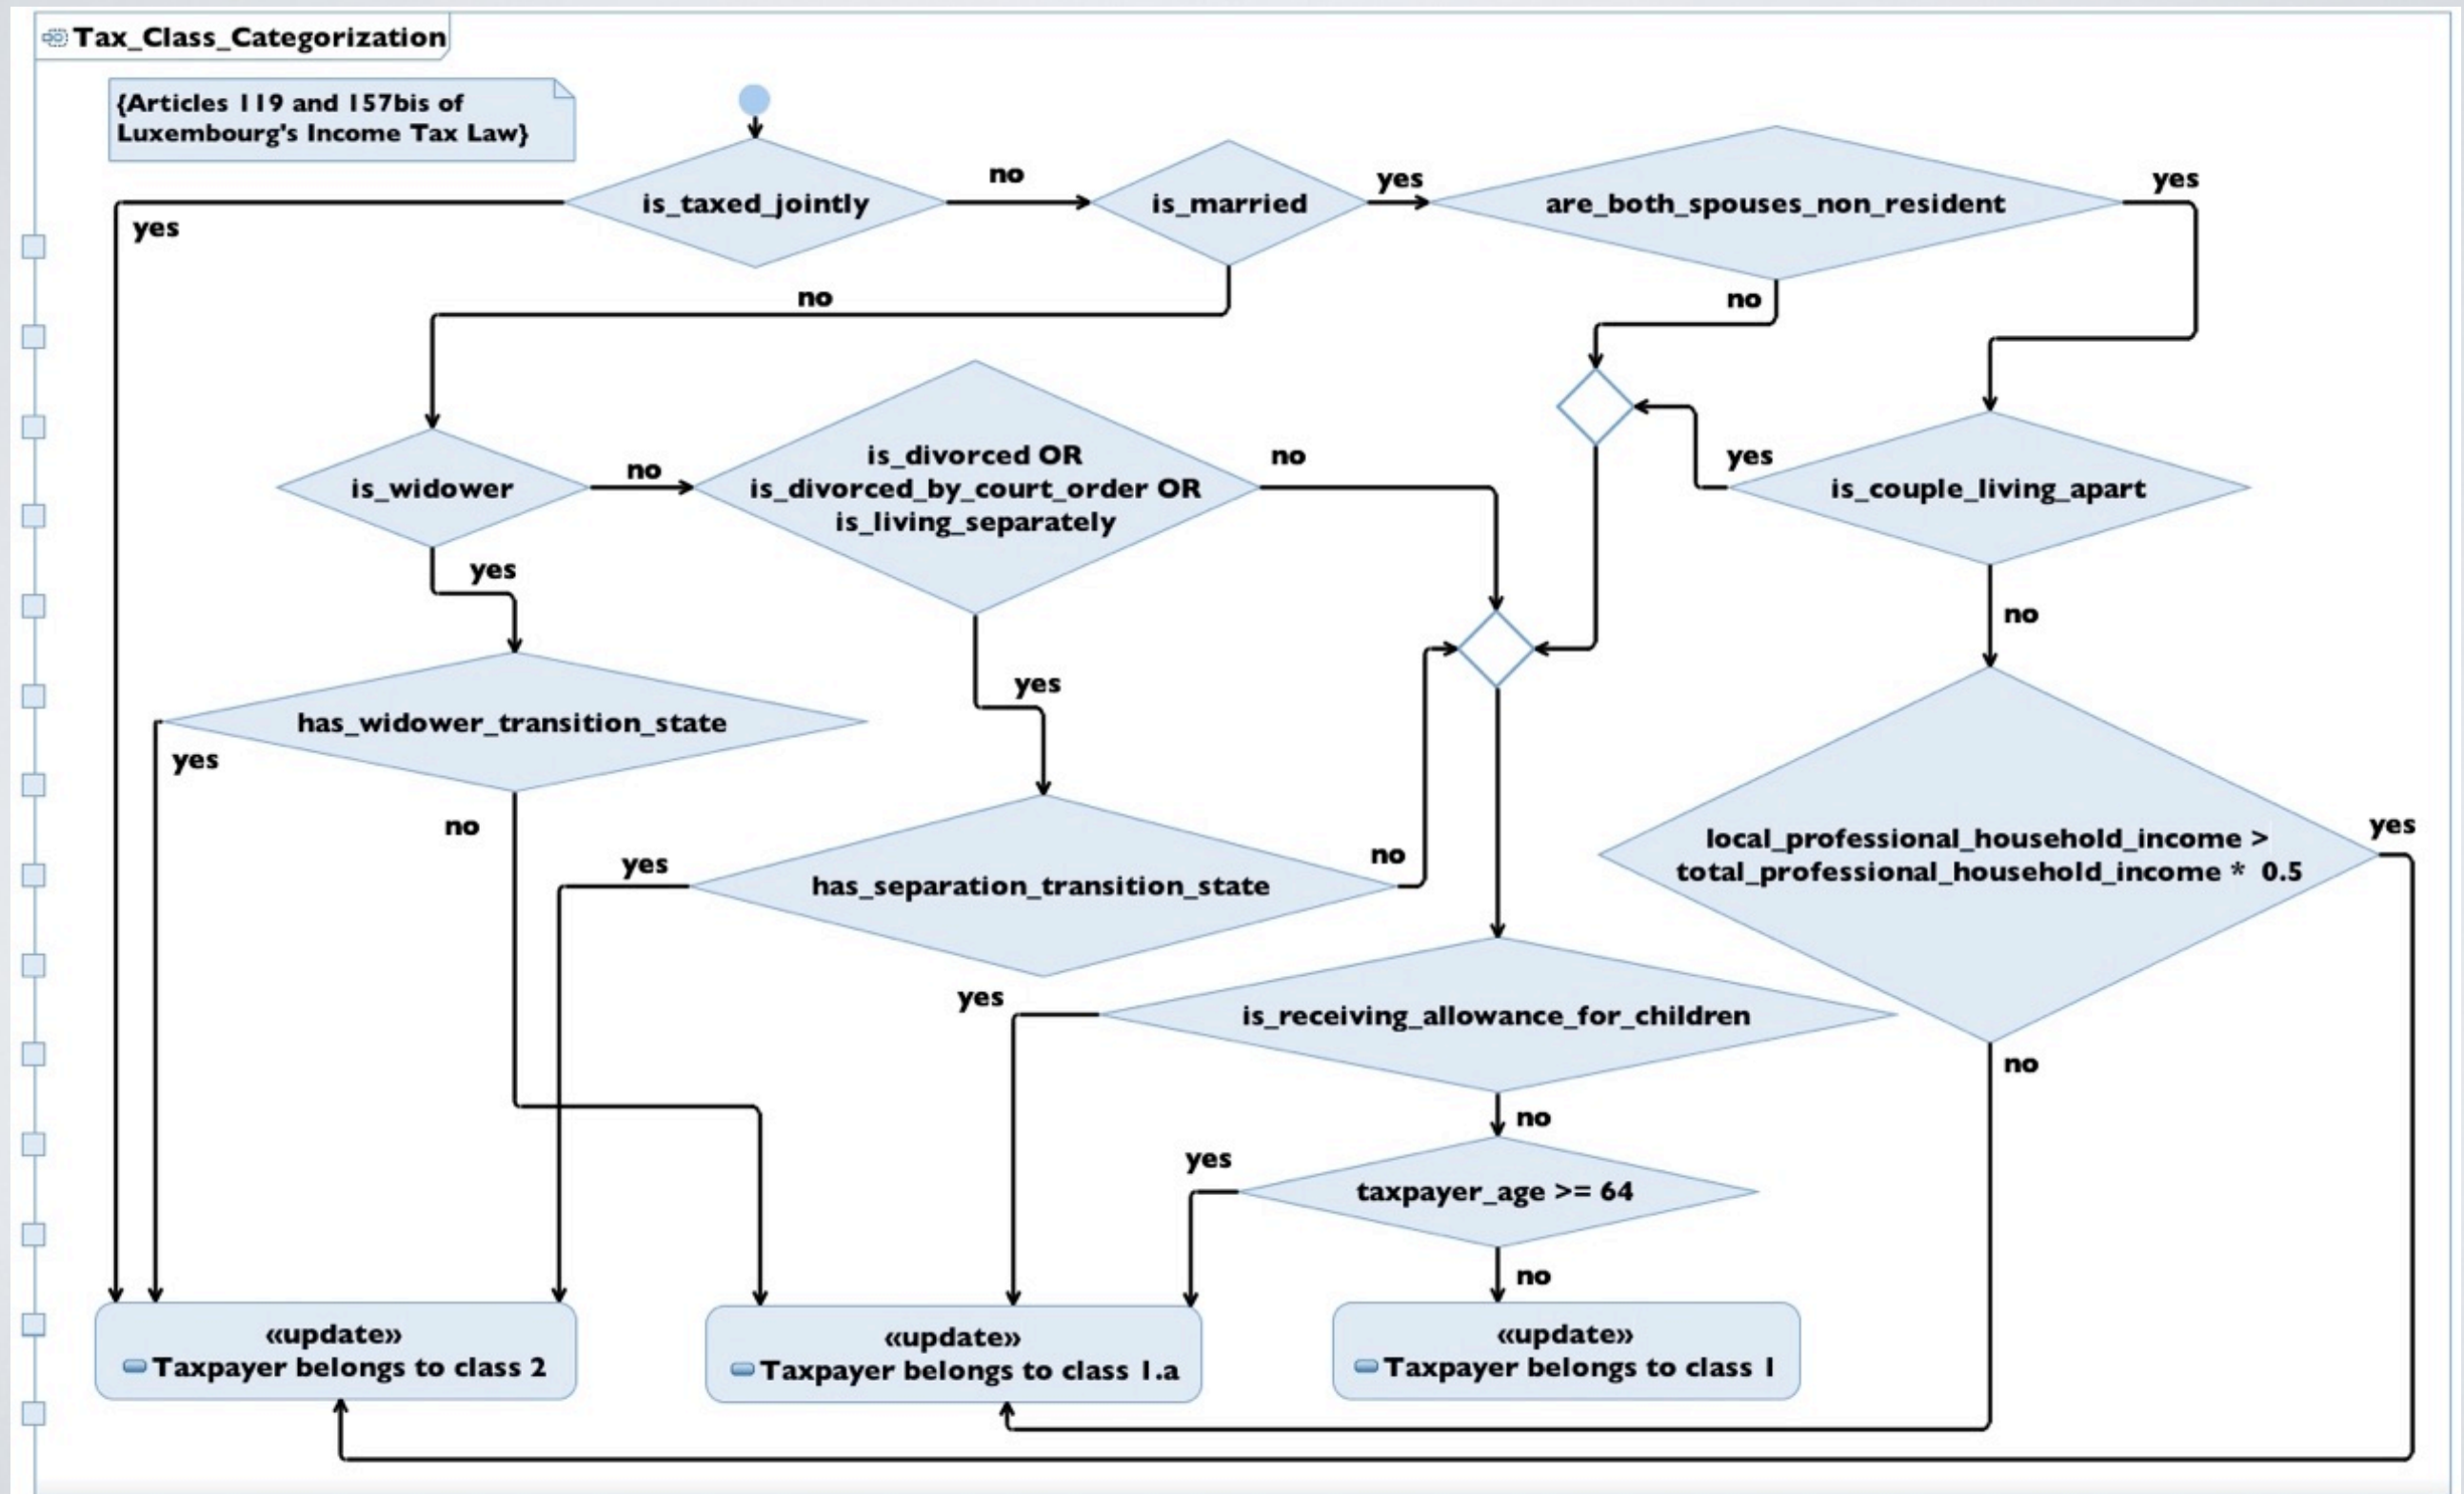 Tax_Class_Categorization
{Articles 119 and 157bis of
Luxembourg's Income Tax Law}
is_taxed_jointly
no
is_married
yes
are_both_spouses_non_resident
yes
yes
no
no
is_widower
no
is_divorced OR
is_divorced_by_court_order OR
is_living_separately
no
yes
is_couple_living_apart
yes
no
yes
has_widower_transition_state
yes
no
yes
has_separation_transition_state
no
local_professional_household_income >
total_professional_household_income * 0.5
yes
no
yes
is_receiving_allowance_for_children
no
yes
taxpayer_age >= 64
no
«update»
Taxpayer belongs to class 2
«update»
Taxpayer belongs to class 1.a
«update»
Taxpayer belongs to class 1